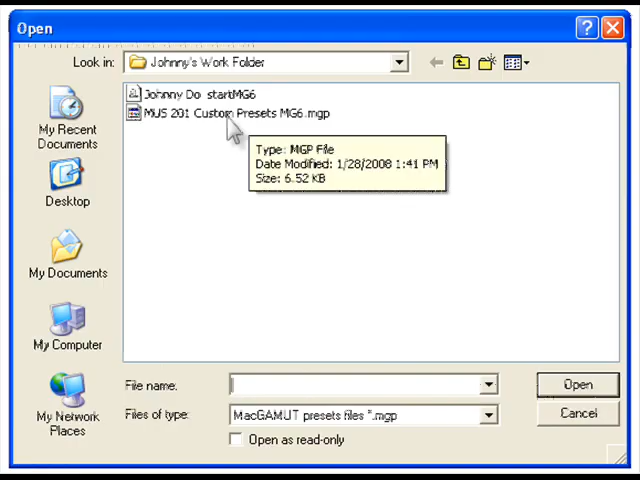 Open
Look in: Johnny's Work Folder
Johnny Do startMG6
MUS 201 Custom Presets MG6.mgp
Type: MGP File
Date Modified: 1/28/2008 1:41 PM
Size: 6.52 KB
My Recent
Documents
Desktop
My Documents
My Computer
My Network
Places
File name:
Open
Files of type: MacGAMUT presets files *.mgp
Cancel
Open as read-only